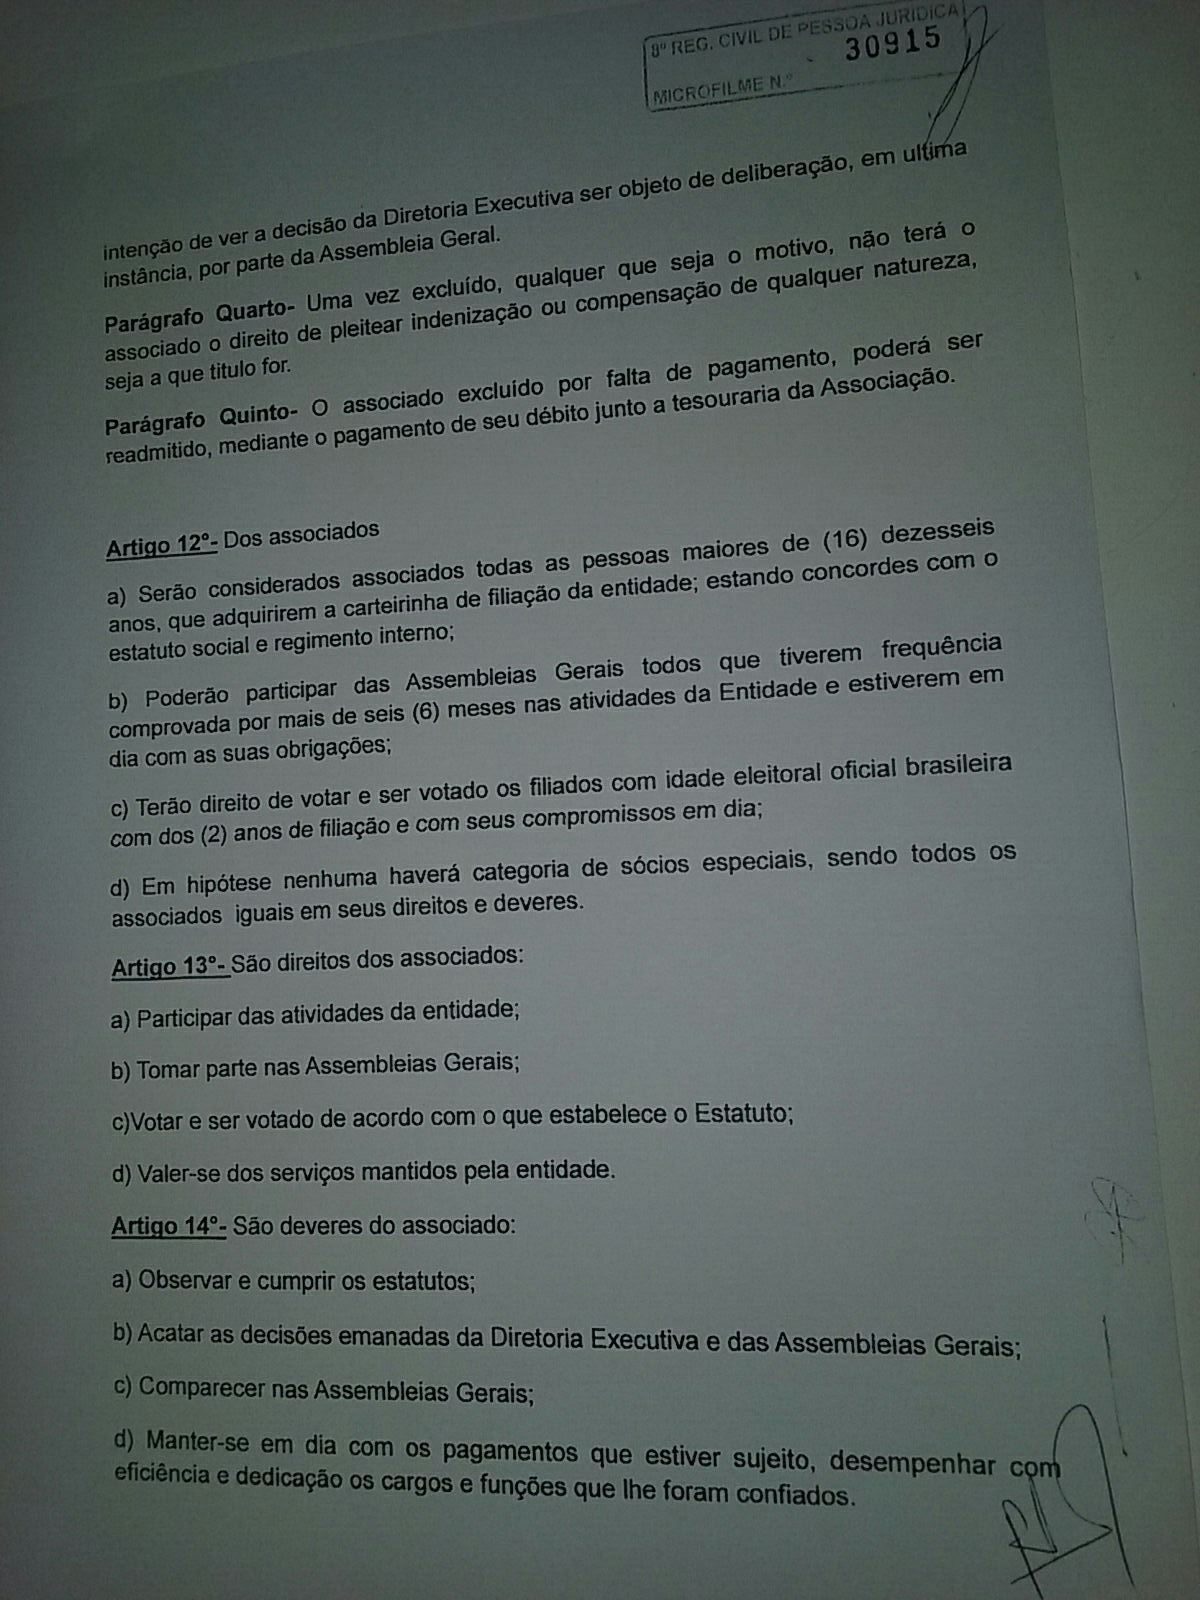 8º REG. CIVIL DE PESSOA JURIDICA
30915
MICROFILME N.º
intenção de ver a decisão da Diretoria Executiva ser objeto de deliberação, em ultima
instância, por parte da Assembleia Geral.
Parágrafo Quarto- Uma vez excluído, qualquer que seja o motivo, não terá o
associado o direito de pleitear indenização ou compensação de qualquer natureza,
seja a que titulo for.
Parágrafo Quinto- O associado excluído por falta de pagamento, poderá ser
readmitido, mediante o pagamento de seu débito junto a tesouraria da Associação.
Artigo 12º- Dos associados
a) Serão considerados associados todas as pessoas maiores de (16) dezesseis
anos, que adquirirem a carteirinha de filiação da entidade; estando concordes com o
estatuto social e regimento interno;
b) Poderão participar das Assembleias Gerais todos que tiverem frequência
comprovada por mais de seis (6) meses nas atividades da Entidade e estiverem em
dia com as suas obrigações;
c) Terão direito de votar e ser votado os filiados com idade eleitoral oficial brasileira
com dos (2) anos de filiação e com seus compromissos em dia;
d) Em hipótese nenhuma haverá categoria de sócios especiais, sendo todos os
associados iguais em seus direitos e deveres.
Artigo 13º- São direitos dos associados:
a) Participar das atividades da entidade;
b) Tomar parte nas Assembleias Gerais;
c)Votar e ser votado de acordo com o que estabelece o Estatuto;
d) Valer-se dos serviços mantidos pela entidade.
Artigo 14º- São deveres do associado:
a) Observar e cumprir os estatutos;
b) Acatar as decisões emanadas da Diretoria Executiva e das Assembleias Gerais;
c) Comparecer nas Assembleias Gerais;
d) Manter-se em dia com os pagamentos que estiver sujeito, desempenhar com
eficiência e dedicação os cargos e funções que lhe foram confiados.